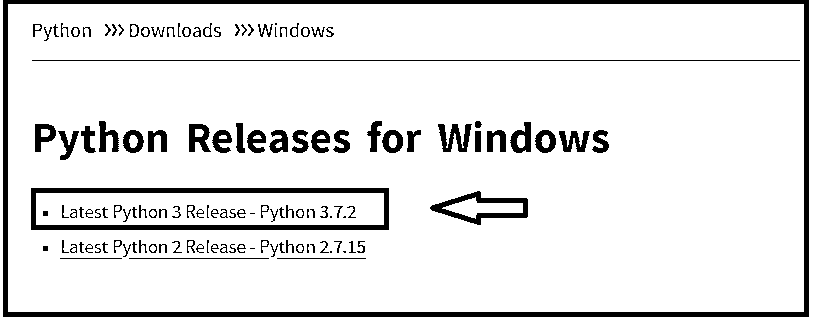 Python >>> Downloads >>> Windows
Python Releases for Windows
▪ Latest Python 3 Release - Python 3.7.2
▪ Latest Python 2 Release - Python 2.7.15